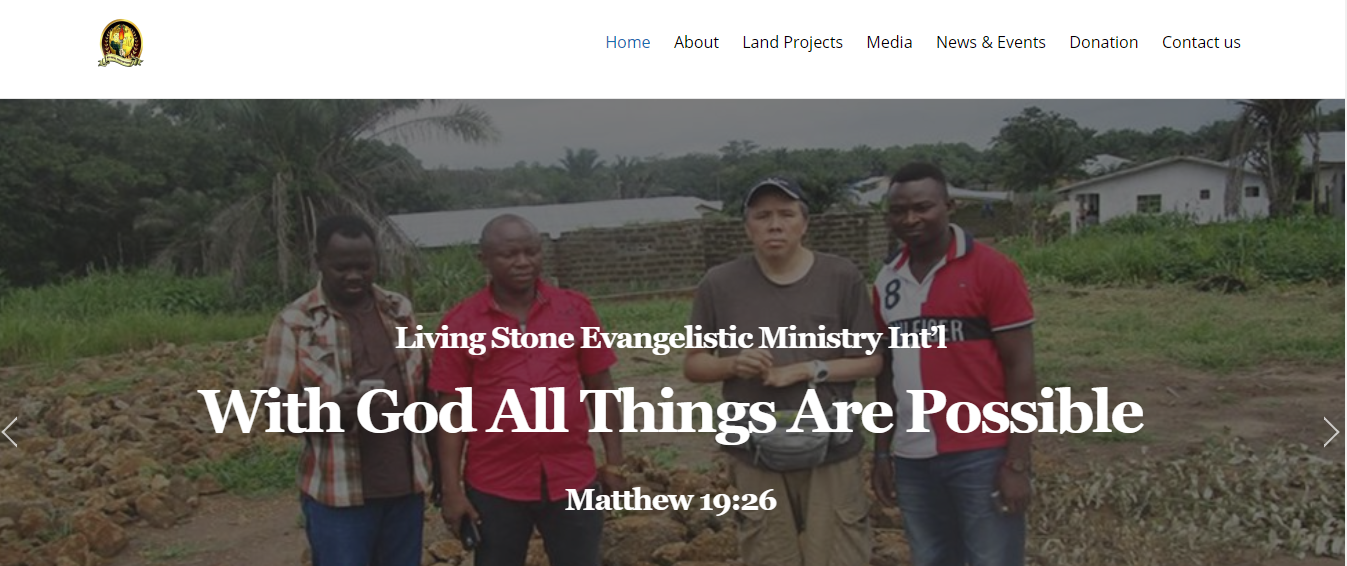 Home About Land Projects Media News & Events Donation Contact us
Living Stone Evangelistic Ministry Int'l
With God All Things Are Possible
Matthew 19:26
8